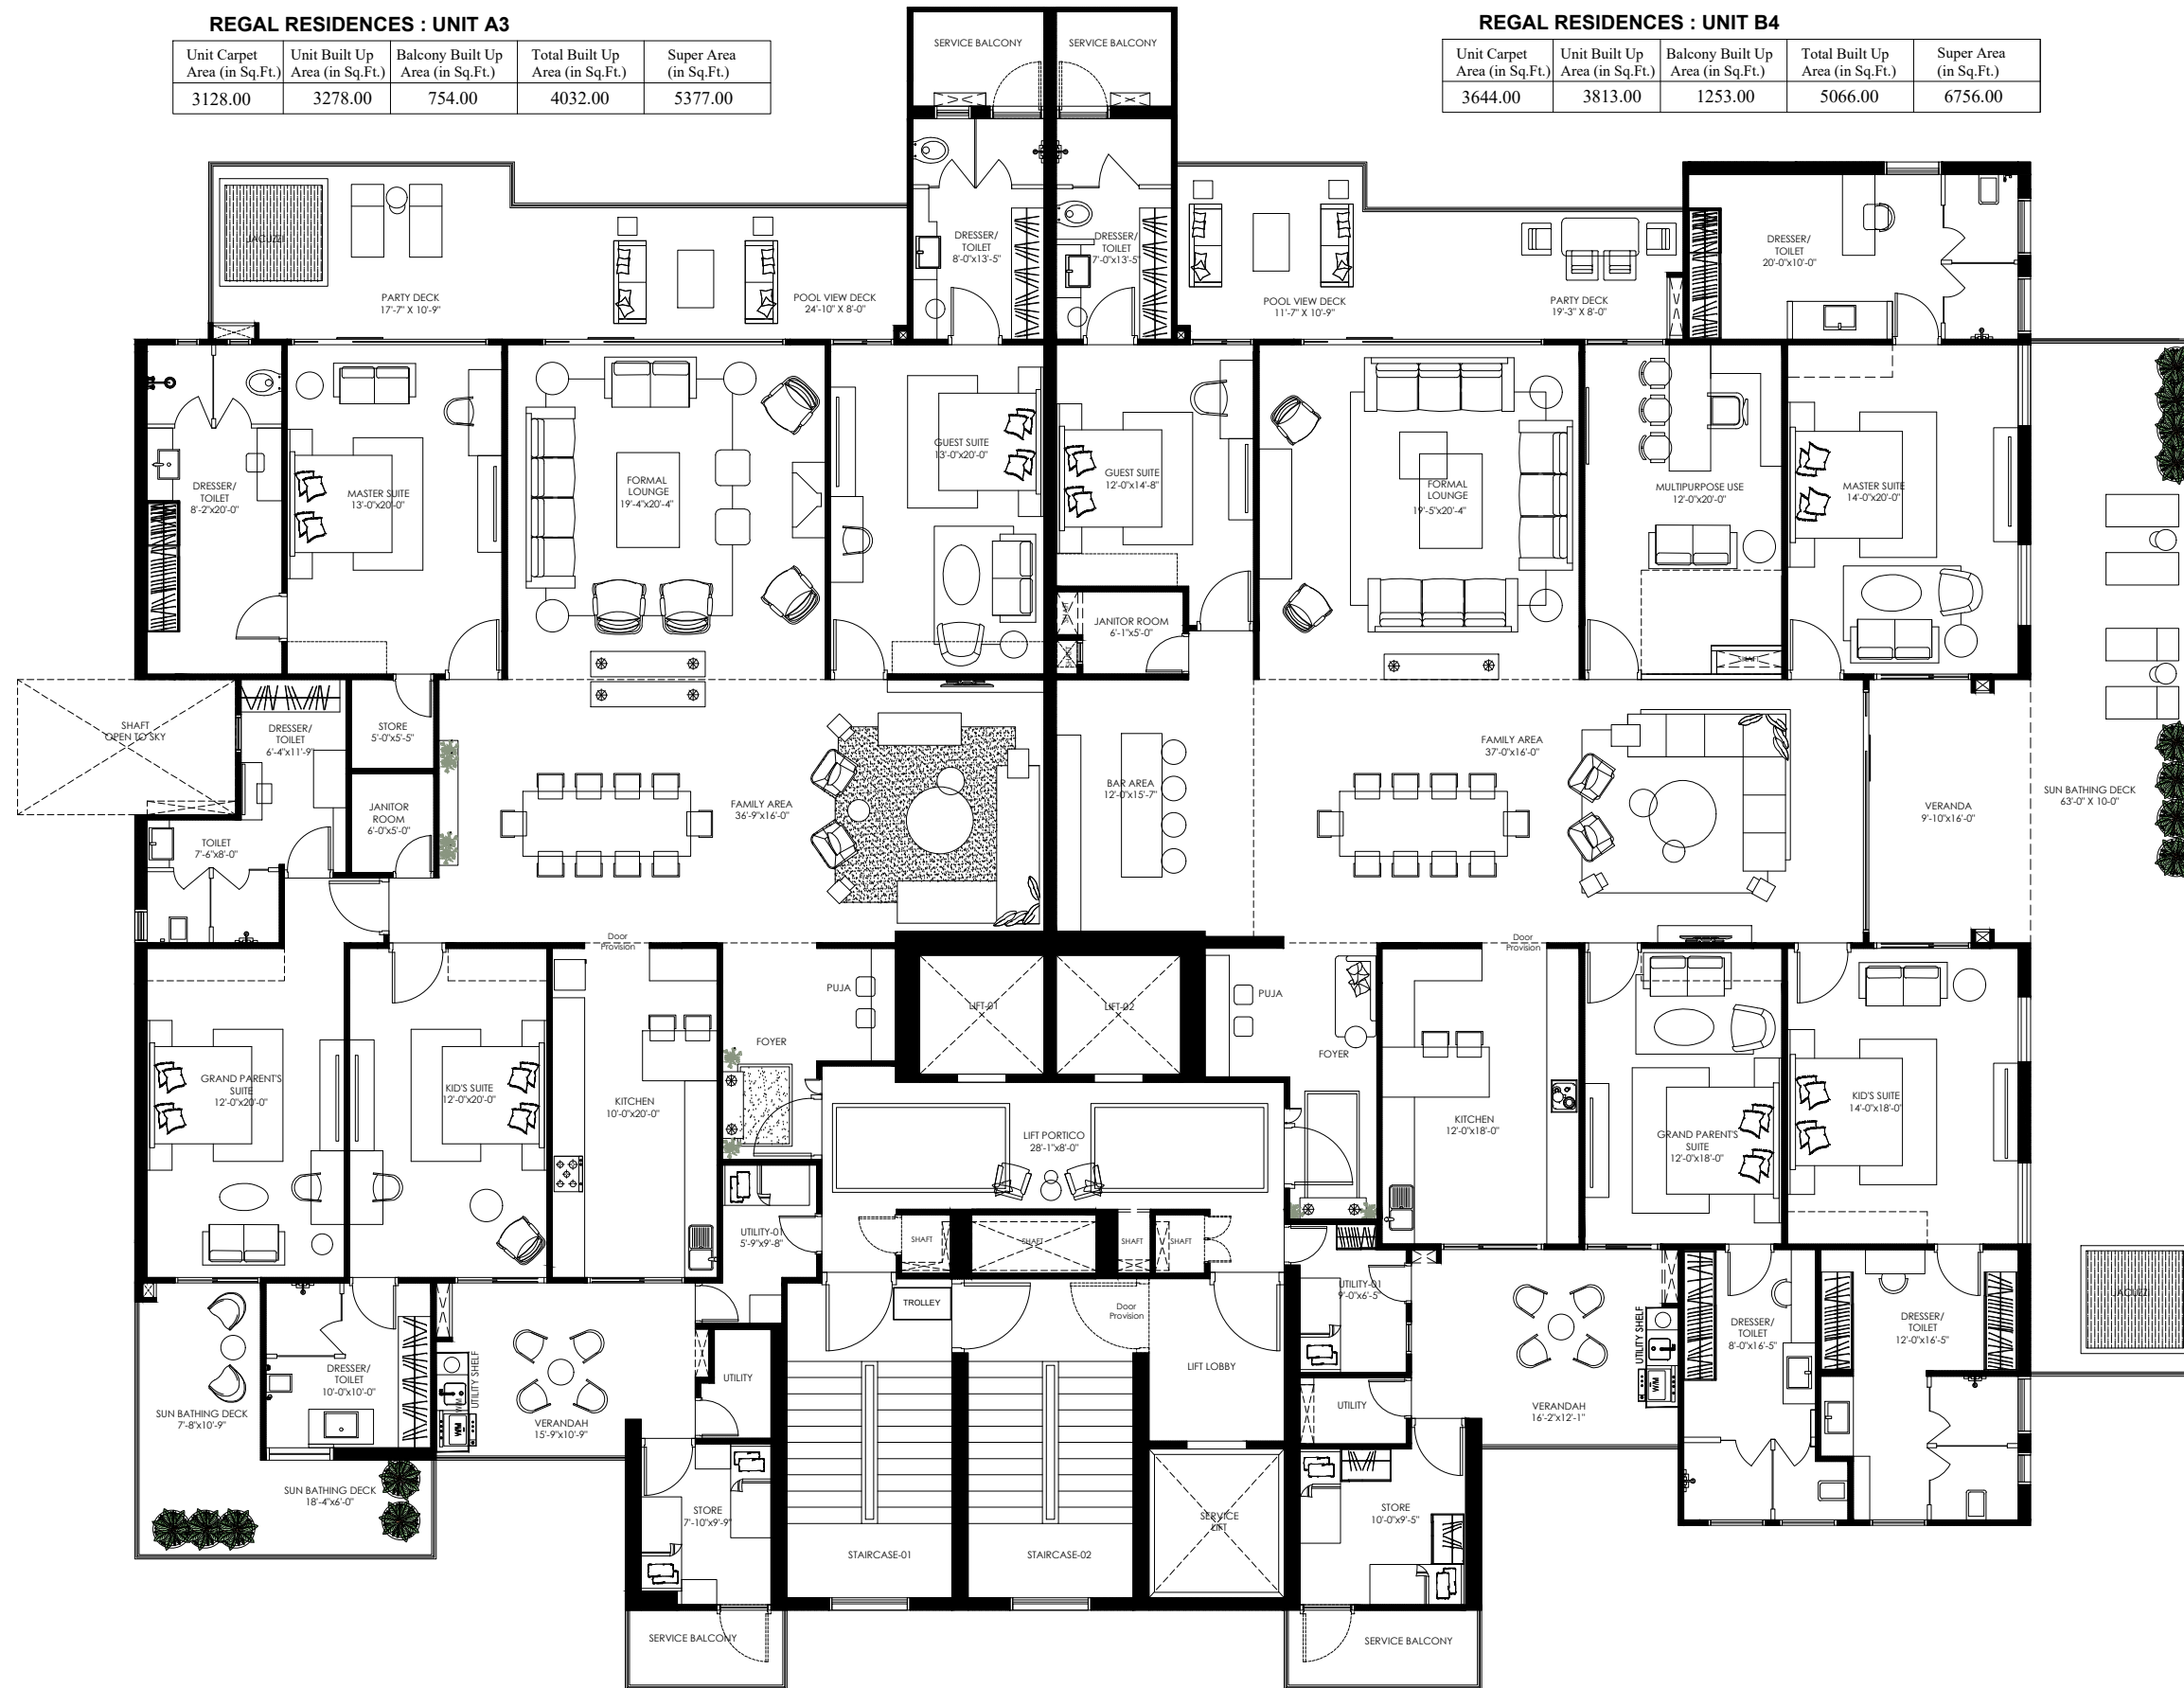 REGAL RESIDENCES : UNIT A3
Unit Carpet Area (in Sq.Ft.)
Unit Built Up Area (in Sq.Ft.)
Balcony Built Up Area (in Sq.Ft.)
Total Built Up Area (in Sq.Ft.)
Super Area (in Sq.Ft.)
3128.00 3278.00 754.00 4032.00 5377.00
REGAL RESIDENCES : UNIT B4
Unit Carpet Area (in Sq.Ft.)
Unit Built Up Area (in Sq.Ft.)
Balcony Built Up Area (in Sq.Ft.)
Total Built Up Area (in Sq.Ft.)
Super Area (in Sq.Ft.)
3644.00 3813.00 1253.00 5066.00 6756.00
SERVICE BALCONY
SERVICE BALCONY
JACUZZI
PARTY DECK
17'-7" X 10'-9"
POOL VIEW DECK
24'-10" X 8'-0"
DRESSER/
TOILET
8'-0"x13'-5"
DRESSER/
TOILET
7'-0"x13'-5"
POOL VIEW DECK
11'-7" X 10'-9"
PARTY DECK
19'-3" X 8'-0"
DRESSER/
TOILET
20'-0"x10'-0"
DRESSER/
TOILET
8'-2"x20'-0"
MASTER SUITE
13'-0"x20'-0"
FORMAL
LOUNGE
19'-4"x20'-4"
GUEST SUITE
13'-0"x20'-0"
GUEST SUITE
12'-0"x14'-8"
FORMAL
LOUNGE
19'-5"x20'-4"
MULTIPURPOSE USE
12'-0"x20'-0"
MASTER SUITE
14'-0"x20'-0"
SHAFT
SHAFT
JANITOR ROOM
6'-1"x5'-0"
SHAFT
SHAFT
OPEN TO SKY
DRESSER/
TOILET
6'-4"x11'-9"
STORE
5'-0"x5'-5"
JANITOR
ROOM
6'-0"x5'-0"
TOILET
7'-6"x8'-0"
FAMILY AREA
36'-9"x16'-0"
BAR AREA
12'-0"x15'-7"
FAMILY AREA
37'-0"x16'-0"
VERANDA
9'-10"x16'-0"
SUN BATHING DECK
63'-0" X 10-0"
Door
Provision
Door
Provision
PUJA
LIFT-01
LIFT-02
PUJA
FOYER
FOYER
GRAND PARENT'S
SUITE
12'-0"x20'-0"
KID'S SUITE
12'-0"x20'-0"
KITCHEN
10'-0"x20'-0"
LIFT PORTICO
28'-1"x8'-0"
KITCHEN
12'-0"x18'-0"
GRAND PARENT'S
SUITE
12'-0"x18'-0"
KID'S SUITE
14'-0"x18'-0"
UTILITY-01
5'-9"x9'-8"
SHAFT
SHAFT
SHAFT
SHAFT
UTILITY-01
9'-0"x6'-5"
TROLLEY
Door
Provision
LIFT LOBBY
JACUZZI
SUN BATHING DECK
7'-8"x10'-9"
DRESSER/
TOILET
10'-0"x10'-0"
UTILITY SHELF
W/M
W/M
VERANDAH
15'-9"x10'-9"
UTILITY
UTILITY
VERANDAH
16'-2"x12'-1"
UTILITY SHELF
W/M
DRESSER/
TOILET
8'-0"x16'-5"
DRESSER/
TOILET
12'-0"x16'-5"
SUN BATHING DECK
18'-4"x6'-0"
STORE
7'-10"x9'-9"
STAIRCASE-01
STAIRCASE-02
SERVICE
LIFT
STORE
10'-0"x9'-5"
SERVICE BALCONY
SERVICE BALCONY